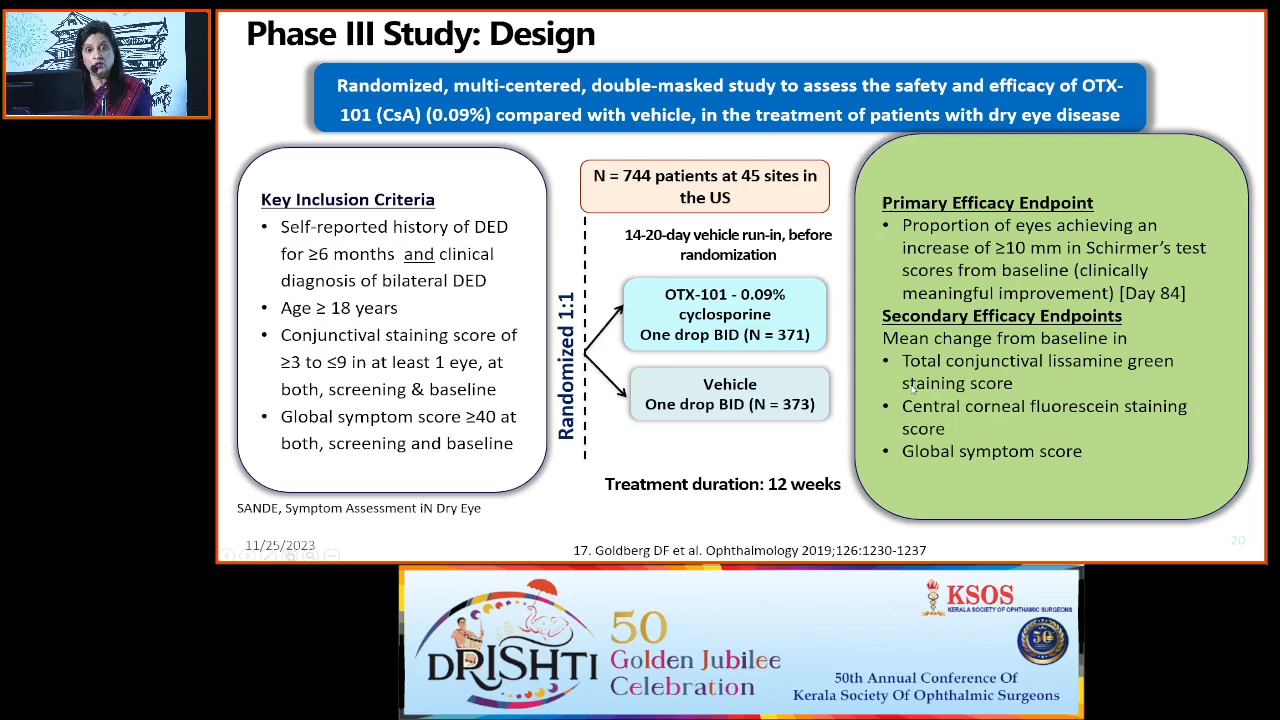 Phase III Study: Design
Randomized, multi-centered, double-masked study to assess the safety and efficacy of OTX-
101 (CsA) (0.09%) compared with vehicle, in the treatment of patients with dry eye disease
Key Inclusion Criteria
• Self-reported history of DED
for ≥6 months and clinical
diagnosis of bilateral DED
• Age ≥ 18 years
• Conjunctival staining score of
≥3 to ≤9 in at least 1 eye, at
both, screening & baseline
• Global symptom score ≥40 at
both, screening and baseline
SANDE, Symptom Assessment iN Dry Eye
11/25/2023
N = 744 patients at 45 sites in
the US
14-20-day vehicle run-in, before
randomization
Randomized 1:1
OTX-101 - 0.09%
cyclosporine
One drop BID (N = 371)
Vehicle
One drop BID (N = 373)
Treatment duration: 12 weeks
17. Goldberg DF et al. Ophthalmology 2019;126:1230-1237
Primary Efficacy Endpoint
• Proportion of eyes achieving an
increase of ≥10 mm in Schirmer’s test
scores from baseline (clinically
meaningful improvement) [Day 84]
Secondary Efficacy Endpoints
Mean change from baseline in
• Total conjunctival lissamine green
staining score
• Central corneal fluorescein staining
score
• Global symptom score
20
DRISHTI
50
Golden Jubilee
Celebration
KSOS
KERALA SOCIETY OF OPHTHAMIC SURGEONS
50
50th Annual Conference Of
Kerala Society Of Ophthalmic Surgeons